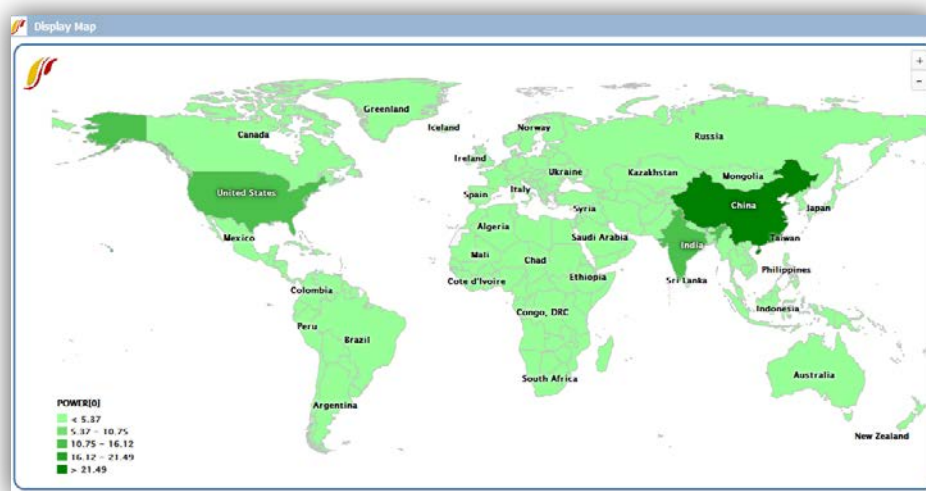 Display Map
+
-
Greenland
Iceland
Norway
Canada
Russia
Ireland
Ukraine
Kazakhstan
Mongolia
United States
Spain
Italy
China
Japan
Syria
Algeria
Mexico
Saudi Arabia
Taiwan
India
Mali
Chad
Philippines
Cote d'Ivoire
Ethiopia
Sri Lanka
Colombia
Congo, DRC
Indonesia
Peru
Brazil
Australia
South Africa
Argentina
New Zealand
POWER[0]
< 5.37
5.37 - 10.75
10.75 - 16.12
16.12 - 21.49
> 21.49